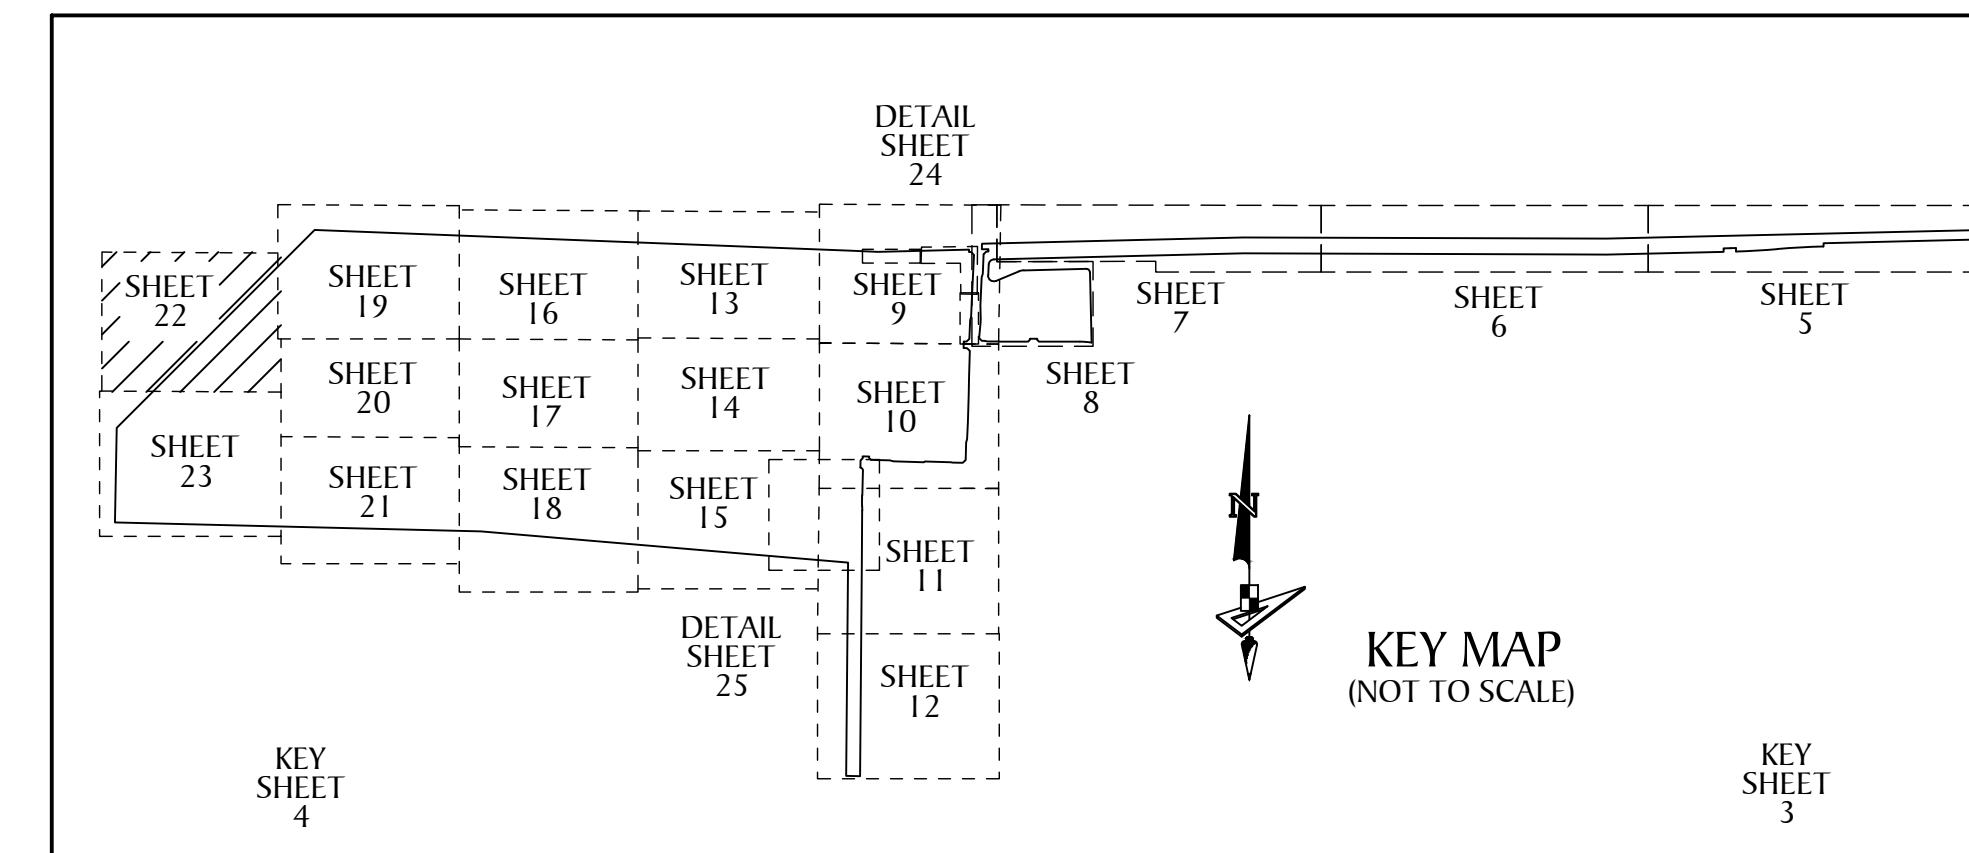 DETAIL
SHEET
24
SHEET
22
SHEET
19
SHEET
16
SHEET
13
SHEET
9
SHEET
7
SHEET
6
SHEET
5
SHEET
23
SHEET
20
SHEET
17
SHEET
14
SHEET
10
SHEET
8
SHEET
21
SHEET
18
SHEET
15
SHEET
11
N
DETAIL
SHEET
25
SHEET
12
KEY MAP
(NOT TO SCALE)
KEY
SHEET
4
KEY
SHEET
3